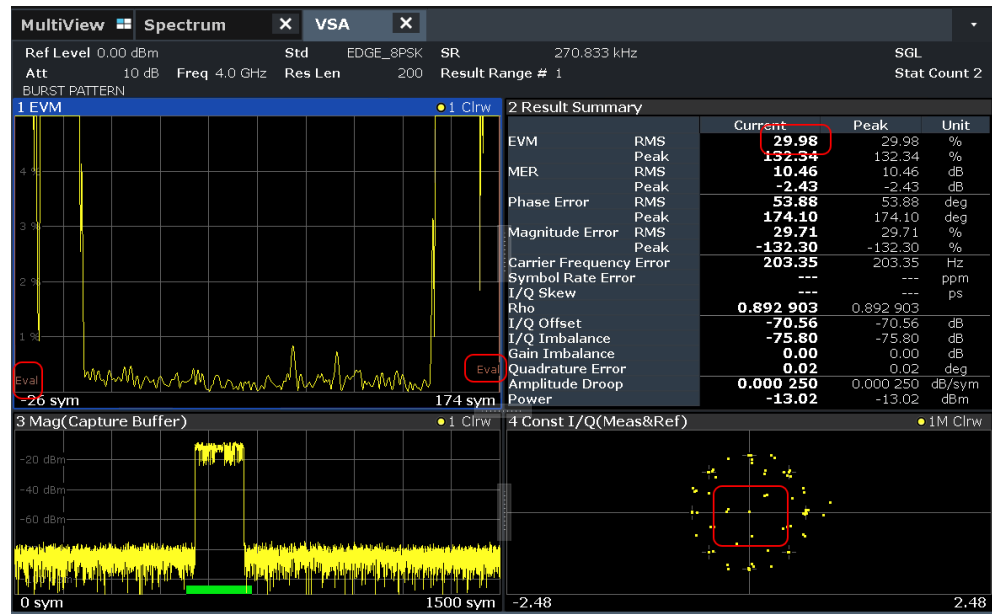 MultiView Spectrum X VSA X
Ref Level 0.00 dBm Std EDGE_8PSK SR 270.833 kHz SGL
Att 10 dB Freq 4.0 GHz Res Len 200 Result Range # 1 Stat Count 2
BURST PATTERN
1 EVM 1 Clrw
4 %
3 %
2 %
1 %
Eval Eval
-26 sym 174 sym
2 Result Summary
Current Peak Unit
EVM RMS 29.98 29.98 %
Peak 132.34 132.34 %
MER RMS 10.46 10.46 dB
Peak -2.43 -2.43 dB
Phase Error RMS 53.88 53.88 deg
Peak 174.10 174.10 deg
Magnitude Error RMS 29.71 29.71 %
Peak -132.30 -132.30 %
Carrier Frequency Error 203.35 203.35 Hz
Symbol Rate Error --- --- ppm
I/Q Skew --- --- ps
Rho 0.892 903 0.892 903
I/Q Offset -70.56 -70.56 dB
I/Q Imbalance -75.80 -75.80 dB
Gain Imbalance 0.00 0.00 dB
Quadrature Error 0.02 0.02 deg
Amplitude Droop 0.000 250 0.000 250 dB/sym
Power -13.02 -13.02 dBm
3 Mag(Capture Buffer) 1 Clrw
-20 dBm
-40 dBm
-60 dBm
0 sym 1500 sym
4 Const I/Q(Meas&Ref) 1M Clrw
-2.48 2.48